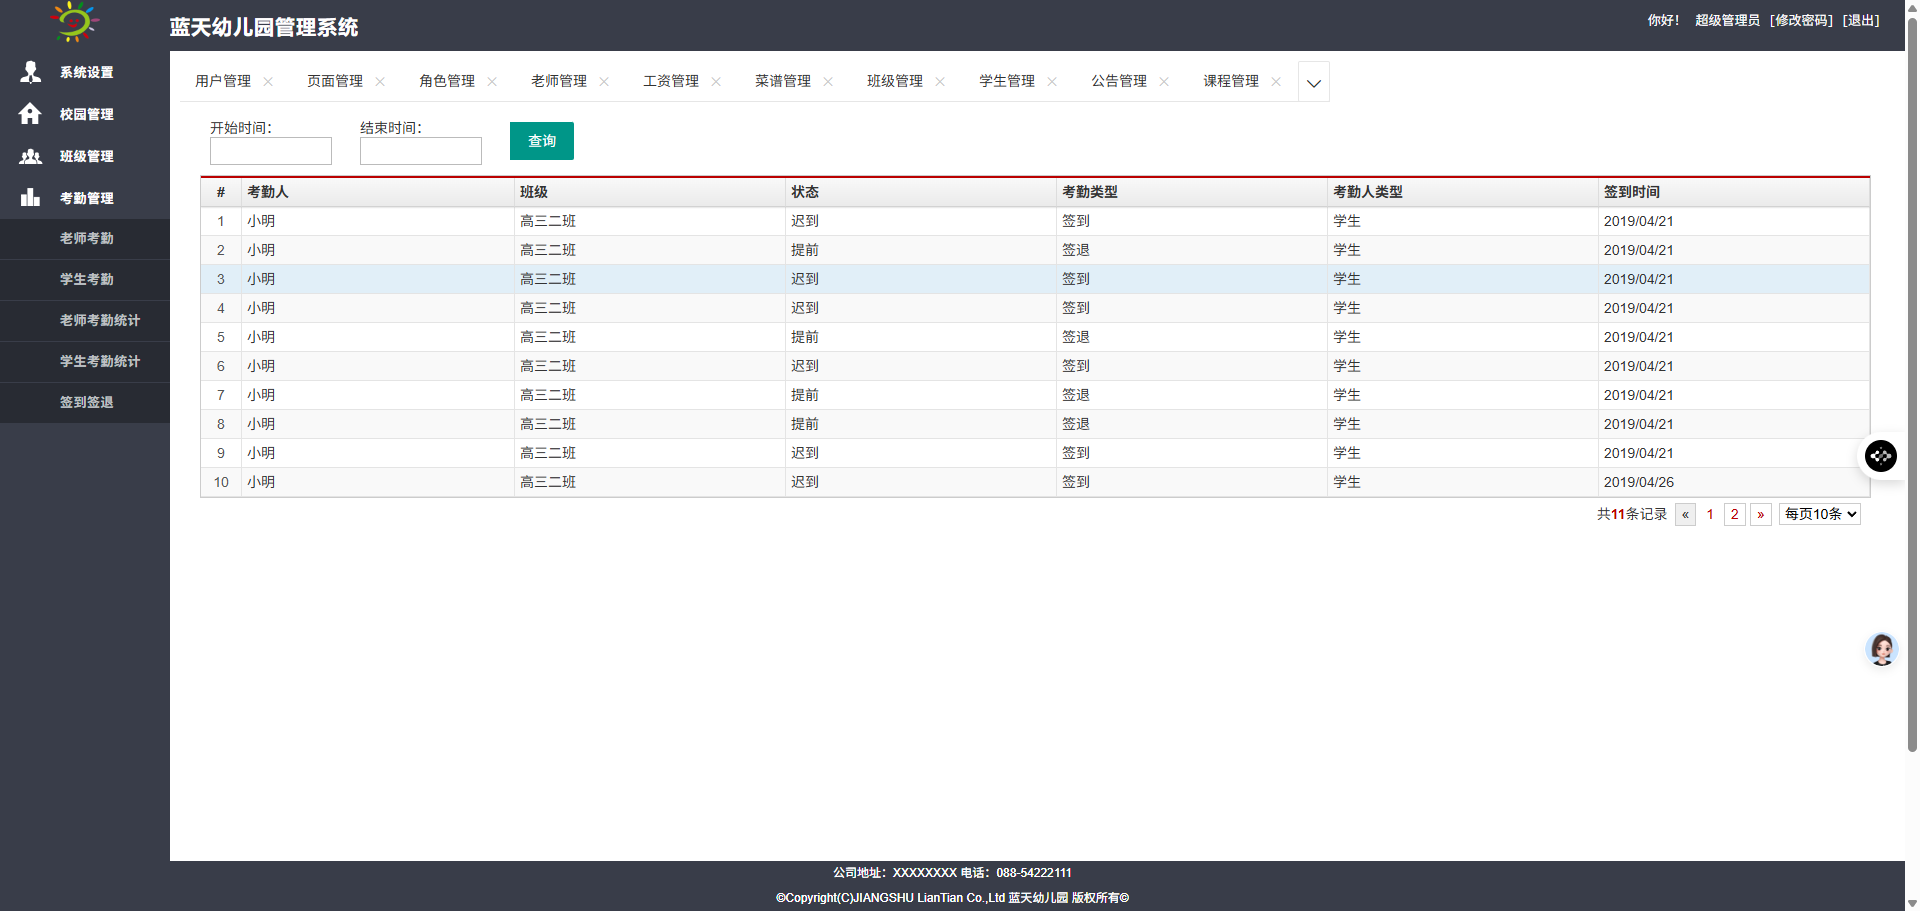 蓝天幼儿园管理系统
你好! 超级管理员 [修改密码] [退出]
系统设置
校园管理
班级管理
考勤管理
老师考勤
学生考勤
老师考勤统计
学生考勤统计
签到签退
用户管理 页面管理 角色管理 老师管理 工资管理 菜谱管理 班级管理 学生管理 公告管理 课程管理
开始时间: 结束时间: 查询
# 考勤人 班级 状态 考勤类型 考勤人类型 签到时间
1 小明 高三二班 迟到 签到 学生 2019/04/21
2 小明 高三二班 提前 签退 学生 2019/04/21
3 小明 高三二班 迟到 签到 学生 2019/04/21
4 小明 高三二班 迟到 签到 学生 2019/04/21
5 小明 高三二班 提前 签退 学生 2019/04/21
6 小明 高三二班 迟到 签到 学生 2019/04/21
7 小明 高三二班 提前 签退 学生 2019/04/21
8 小明 高三二班 提前 签退 学生 2019/04/21
9 小明 高三二班 迟到 签到 学生 2019/04/21
10 小明 高三二班 迟到 签到 学生 2019/04/26
共11条记录 « 1 2 » 每页10条
公司地址：XXXXXXXX 电话：088-54222111
©Copyright(C)JIANGSHU LianTian Co.,Ltd 蓝天幼儿园 版权所有©